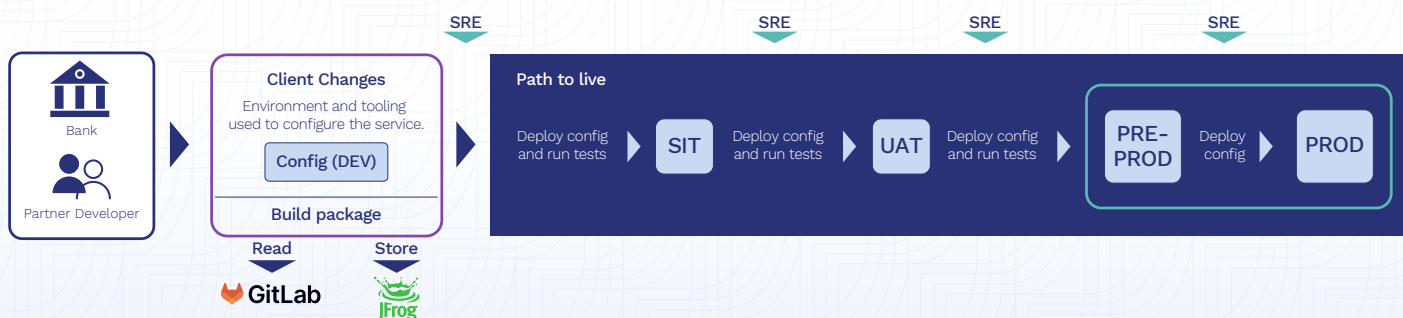 SRE
SRE
SRE
SRE
Bank
Partner Developer
Client Changes
Environment and tooling
used to configure the service.
Config (DEV)
Build package
Read
Store
GitLab
JFrog
Path to live
Deploy config
and run tests
SIT
Deploy config
and run tests
UAT
Deploy config
and run tests
PRE-
PROD
Deploy
config
PROD